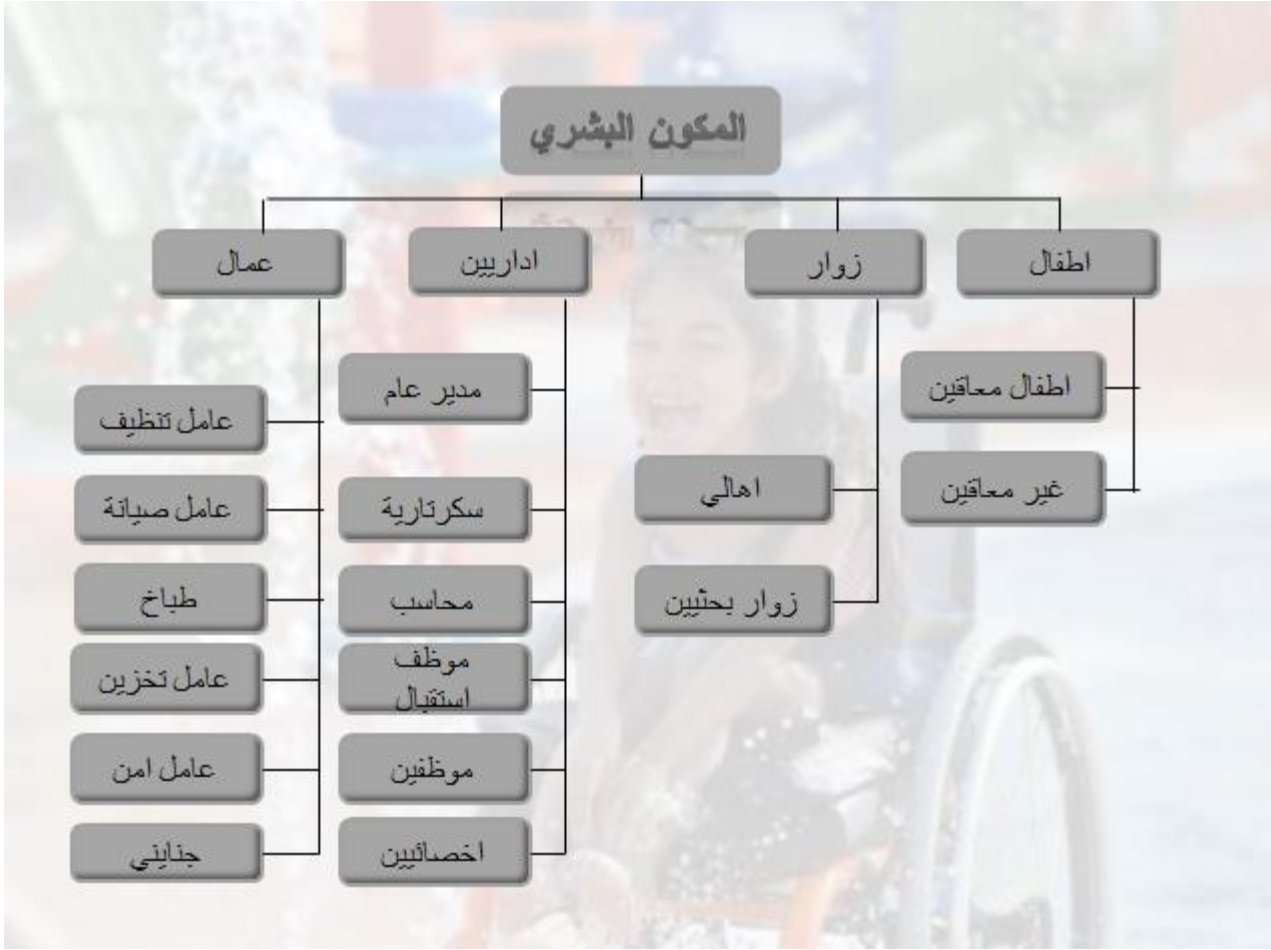 المكون البشري
اطفال
زوار
اداريين
عمال
اطفال معاقين
غير معاقين
اهالي
زوار بحثيين
مدير عام
سكرتارية
محاسب
موظف
استقبال
موظفين
اخصائيين
عامل تنظيف
عامل صيانة
طباخ
عامل تخزين
عامل امن
جنايني